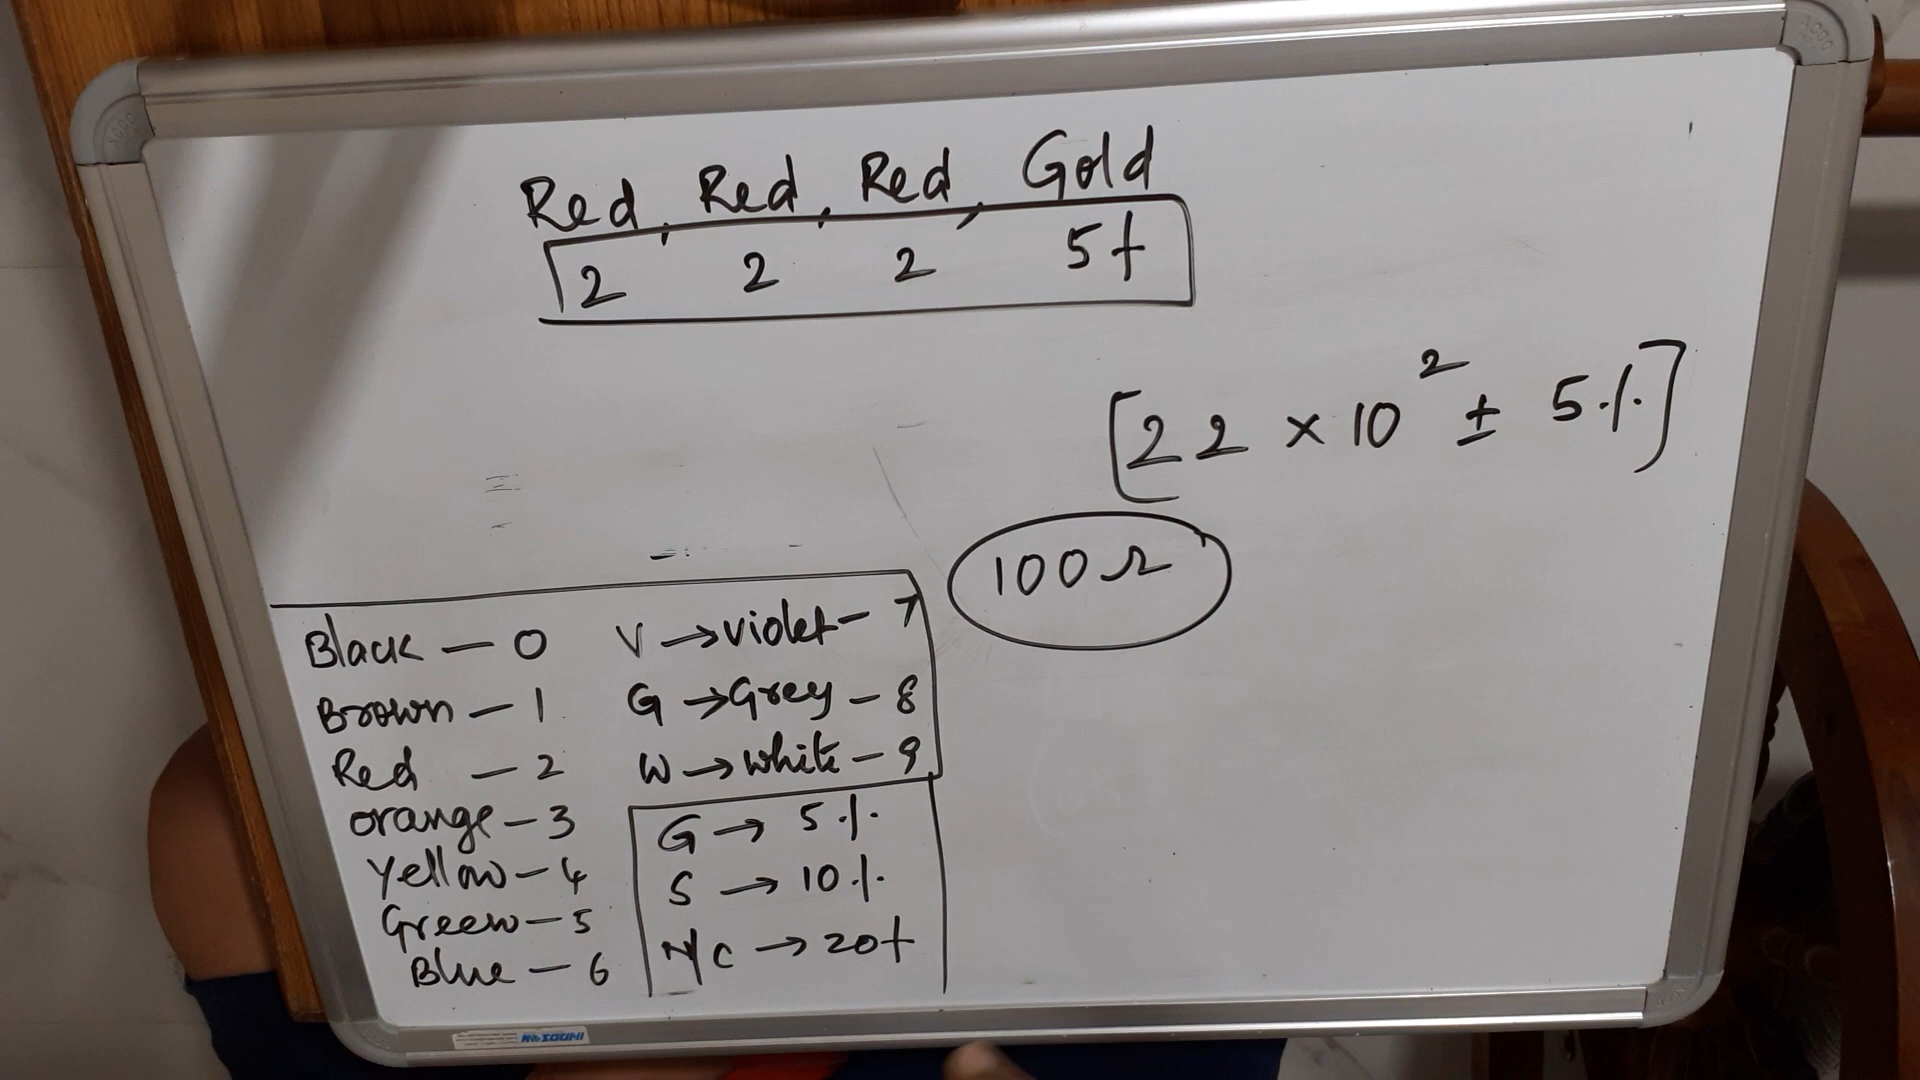 Red, Red, Red, Gold
2 2 2 5%
[22 × 10² ± 5%]
100Ω
Black - 0
Brown - 1
Red - 2
orange - 3
Yellow - 4
Green - 5
Blue - 6
V → violet - 7
G → Grey - 8
W → white - 9
G → 5%
S → 10%
N/C → 20%